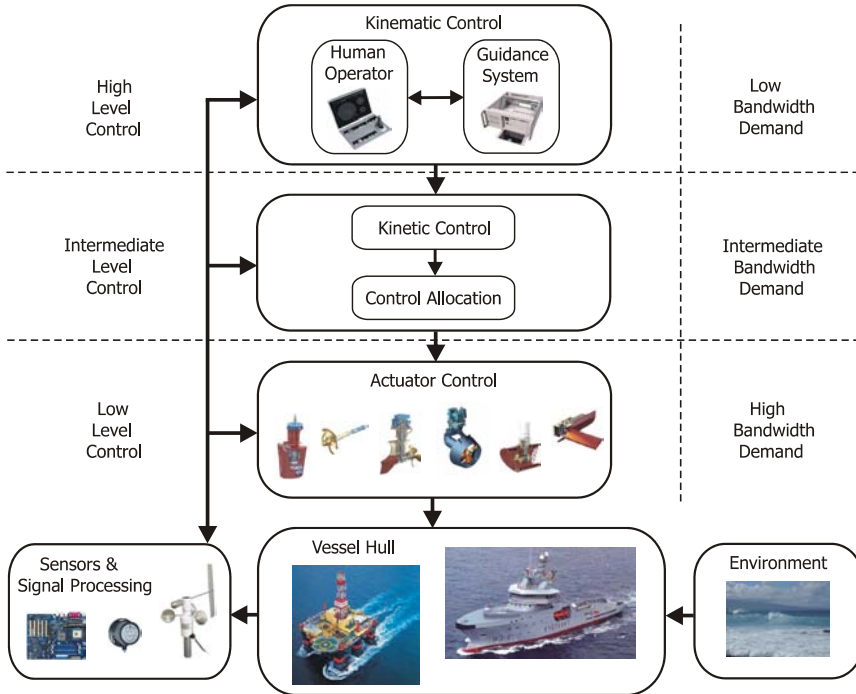 Kinematic Control
Human
Operator
Guidance
System
High
Level
Control
Low
Bandwidth
Demand
Kinetic Control
Control Allocation
Intermediate
Level
Control
Intermediate
Bandwidth
Demand
Actuator Control
Low
Level
Control
High
Bandwidth
Demand
Sensors &
Signal Processing
Vessel Hull
Environment